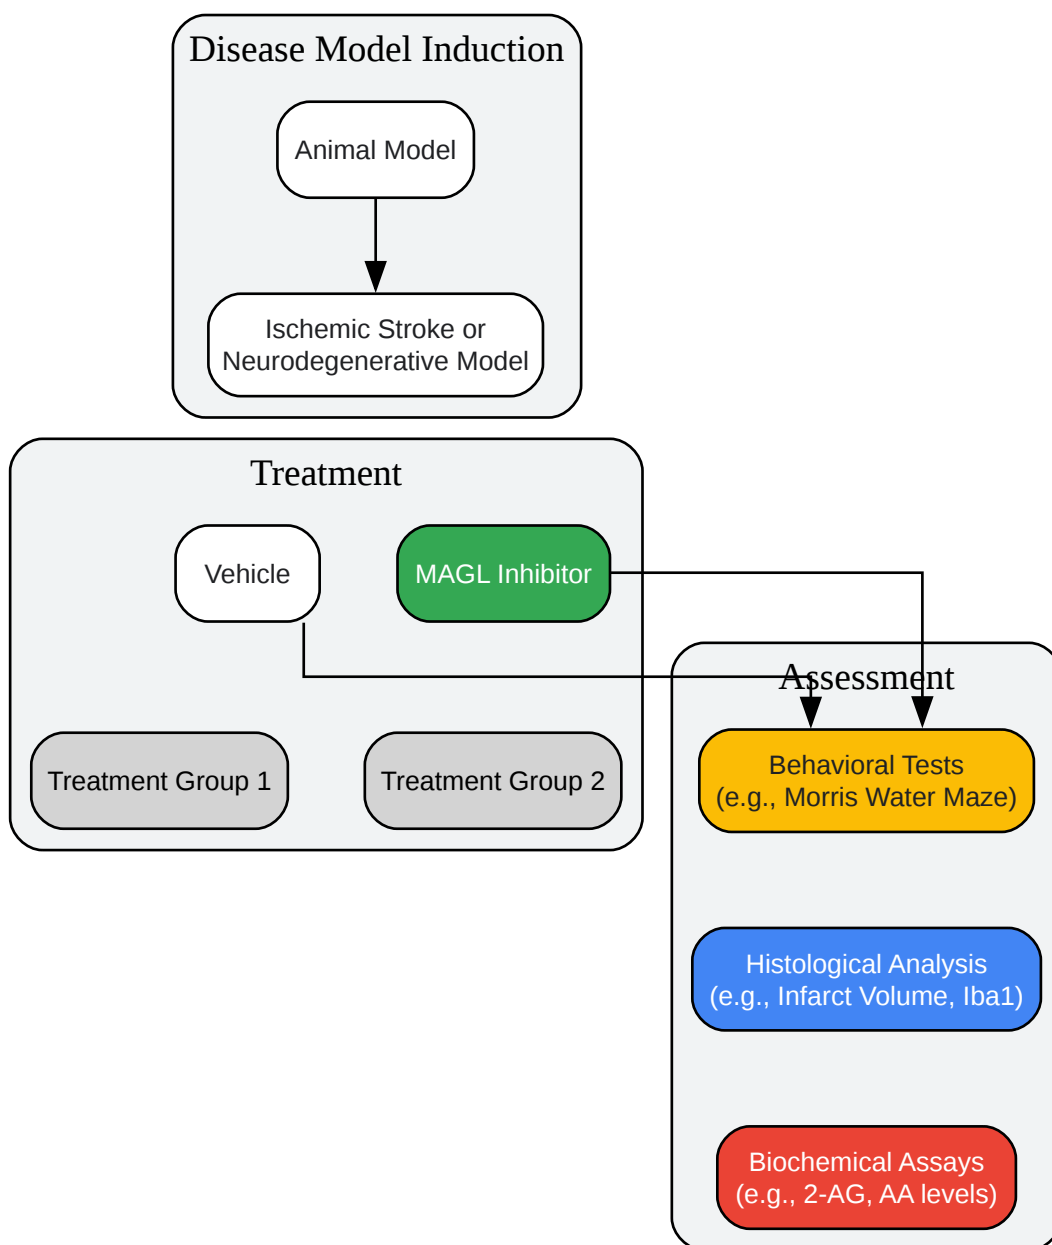 Disease Model Induction
Animal Model
Ischemic Stroke or
Neurodegenerative Model
Treatment
Vehicle
MAGL Inhibitor
Treatment Group 1
Treatment Group 2
Assessment
Behavioral Tests
(e.g., Morris Water Maze)
Histological Analysis
(e.g., Infarct Volume, Iba1)
Biochemical Assays
(e.g., 2-AG, AA levels)